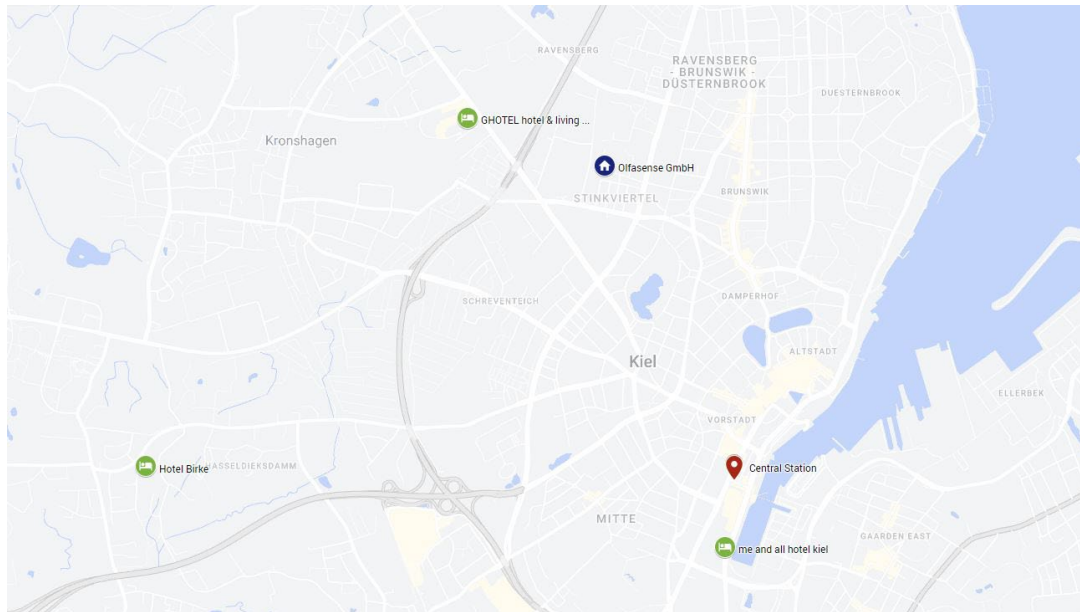 RAVENSBERG
RAVENSBERG
- BRUNSWIK -
DÜSTERNBROOK
DUESTERNBROOK
GHOTEL hotel & living ...
Kronshagen
Olfasense GmbH
BRUNSWIK
STINKVIERTEL
SCHREVENTEICH
DAMPERHOF
ALTSTADT
Kiel
ELLERBEK
VORSTADT
Hotel Birke
HASSELDIEKSDAMM
Central Station
MITTE
GAARDEN EAST
me and all hotel kiel